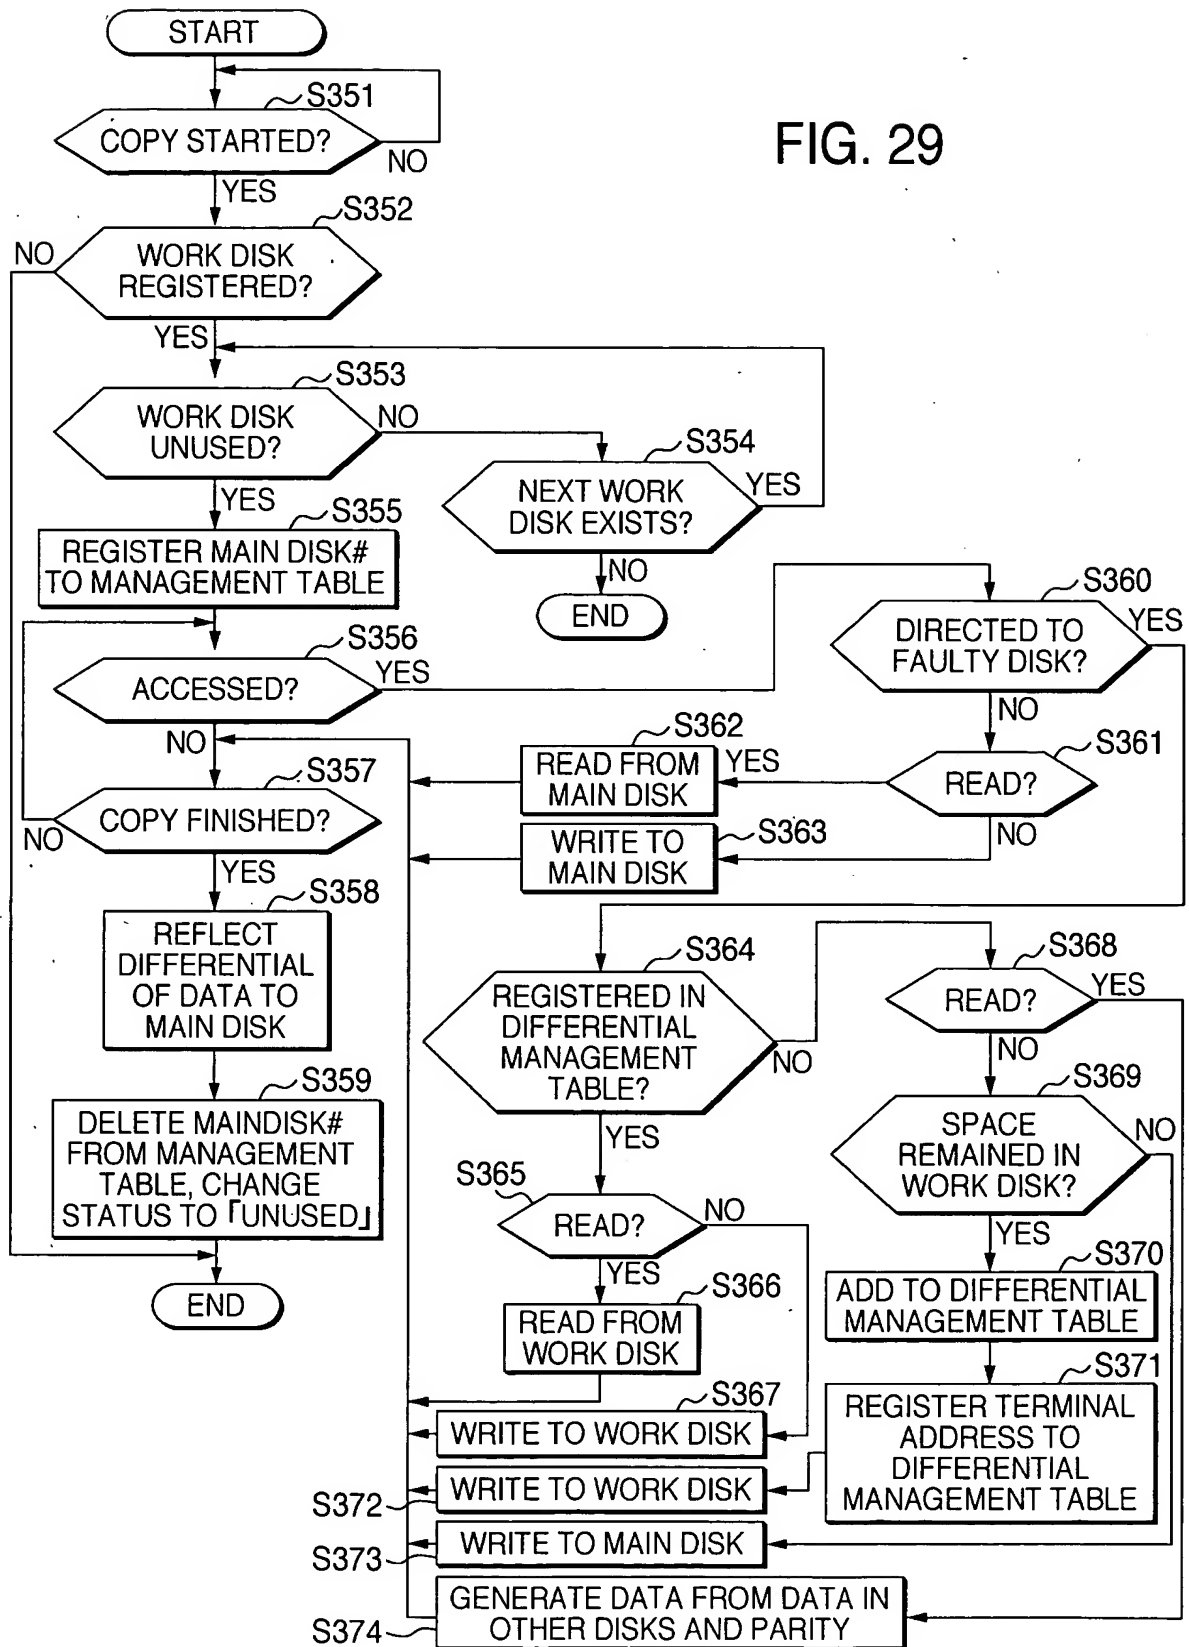 START
S351
COPY STARTED?
NO
YES
FIG. 29
S352
NO
WORK DISK
REGISTERED?
YES
S353
WORK DISK
UNUSED?
NO
YES
S354
NEXT WORK
DISK EXISTS?
YES
NO
END
S355
REGISTER MAIN DISK#
TO MANAGEMENT TABLE
S356
ACCESSED?
YES
NO
S357
COPY FINISHED?
NO
YES
S358
REFLECT
DIFFERENTIAL
OF DATA TO
MAIN DISK
S359
DELETE MAINDISK#
FROM MANAGEMENT
TABLE, CHANGE
STATUS TO「UNUSED」
END
S360
DIRECTED TO
FAULTY DISK?
YES
NO
S361
READ?
YES
NO
S362
READ FROM
MAIN DISK
S363
WRITE TO
MAIN DISK
S364
REGISTERED IN
DIFFERENTIAL
MANAGEMENT
TABLE?
NO
YES
S365
READ?
NO
YES
S366
READ FROM
WORK DISK
S367
WRITE TO WORK DISK
S368
READ?
YES
NO
S369
SPACE
REMAINED IN
WORK DISK?
NO
YES
S370
ADD TO DIFFERENTIAL
MANAGEMENT TABLE
S371
REGISTER TERMINAL
ADDRESS TO
DIFFERENTIAL
MANAGEMENT TABLE
WRITE TO WORK DISK
S372
WRITE TO MAIN DISK
S373
GENERATE DATA FROM DATA IN
OTHER DISKS AND PARITY
S374